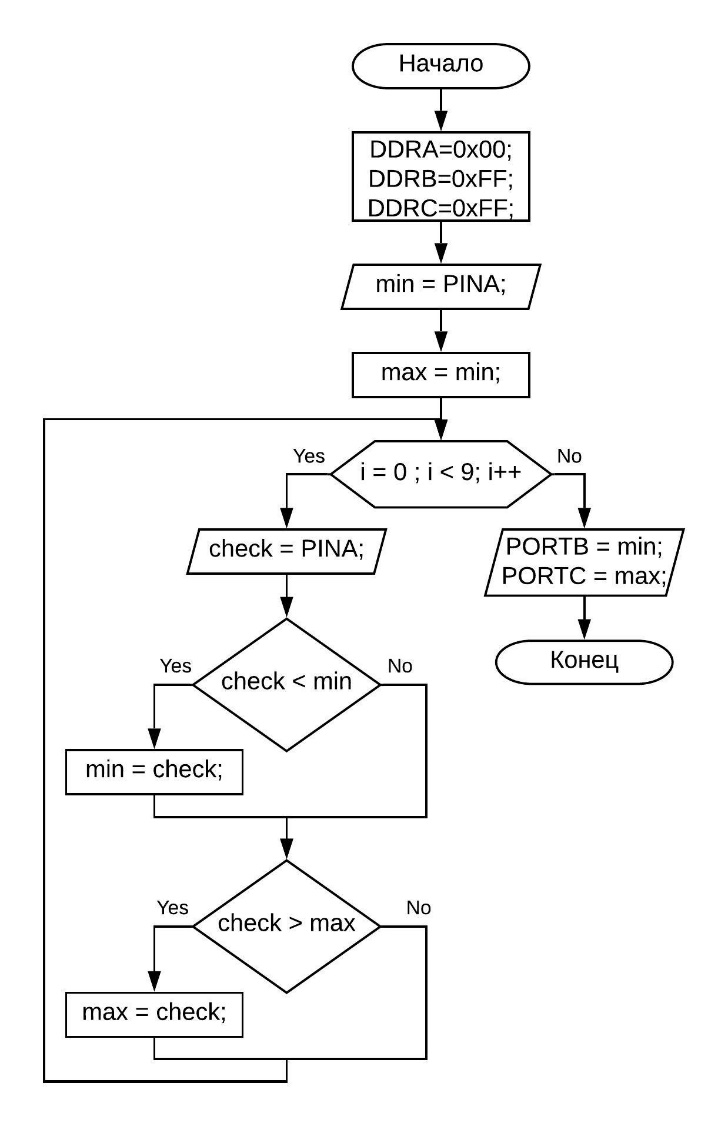 Начало
DDRA=0x00;
DDRB=0xFF;
DDRC=0xFF;
min = PINA;
max = min;
Yes
i = 0 ; i < 9; i++
No
check = PINA;
PORTB = min;
PORTC = max;
Yes
check < min
No
Конец
min = check;
Yes
check > max
No
max = check;